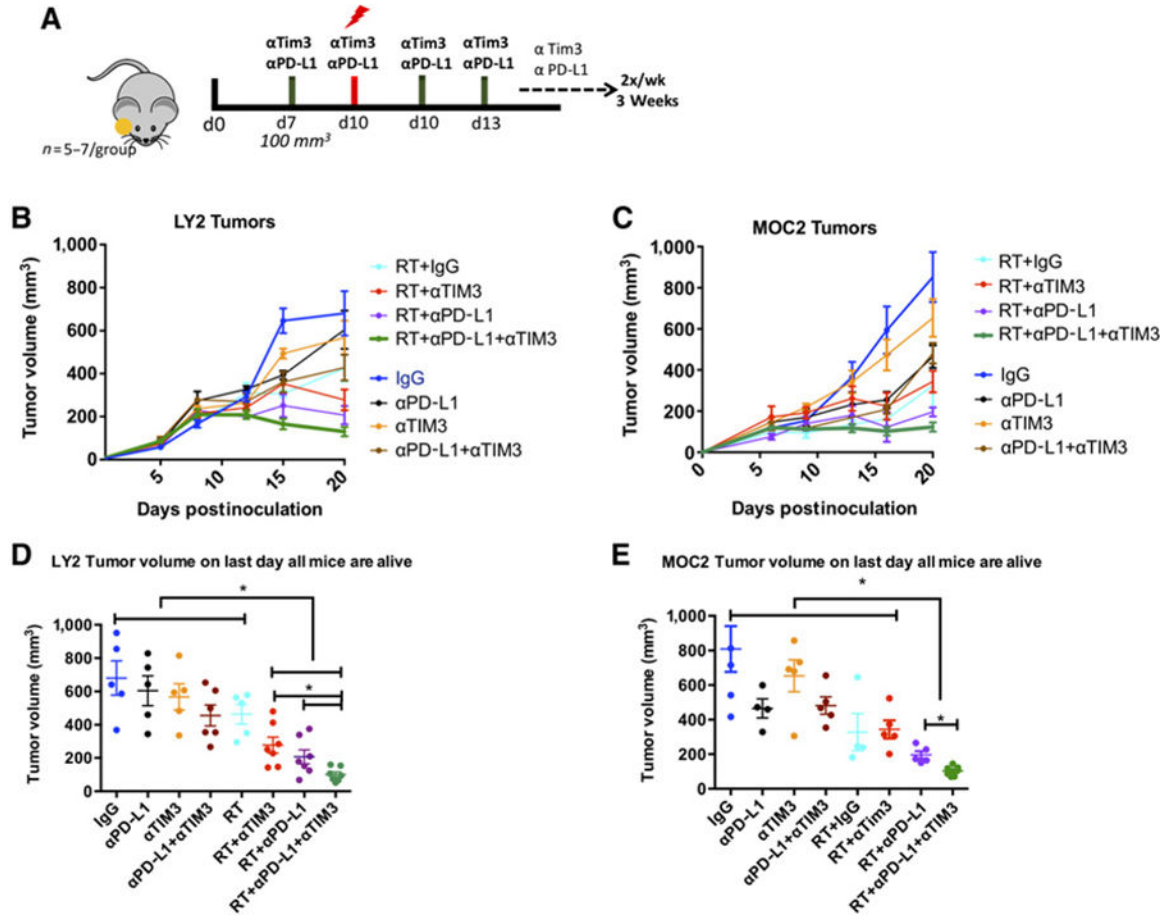 A
αTim3 αTim3 αTim3 αTim3
αPD-L1 αPD-L1 αPD-L1 αPD-L1
α Tim3
α PD-L1
2x/wk
3 Weeks
d0 d7 d10 d10 d13
100 mm³
n = 5–7/group
B
LY2 Tumors
Tumor volume (mm³)
1,000
800
600
400
200
0
5 10 15 20
Days postinoculation
RT+IgG
RT+αTIM3
RT+αPD-L1
RT+αPD-L1+αTIM3
IgG
αPD-L1
αTIM3
αPD-L1+αTIM3
C
MOC2 Tumors
Tumor volume (mm³)
1,000
800
600
400
200
0
0 5 10 15 20
Days postinoculation
RT+IgG
RT+αTIM3
RT+αPD-L1
RT+αPD-L1+αTIM3
IgG
αPD-L1
αTIM3
αPD-L1+αTIM3
D
LY2 Tumor volume on last day all mice are alive
*
*
Tumor volume (mm³)
1,000
800
600
400
200
0
IgG
αPD-L1
αTIM3
αPD-L1+αTIM3
RT
RT+αTIM3
RT+αPD-L1
RT+αPD-L1+αTIM3
E
MOC2 Tumor volume on last day all mice are alive
*
*
Tumor volume (mm³)
1,000
800
600
400
200
0
IgG
αPD-L1
αTIM3
αPD-L1+αTIM3
RT+IgG
RT+αTim3
RT+αPD-L1
RT+αPD-L1+αTIM3